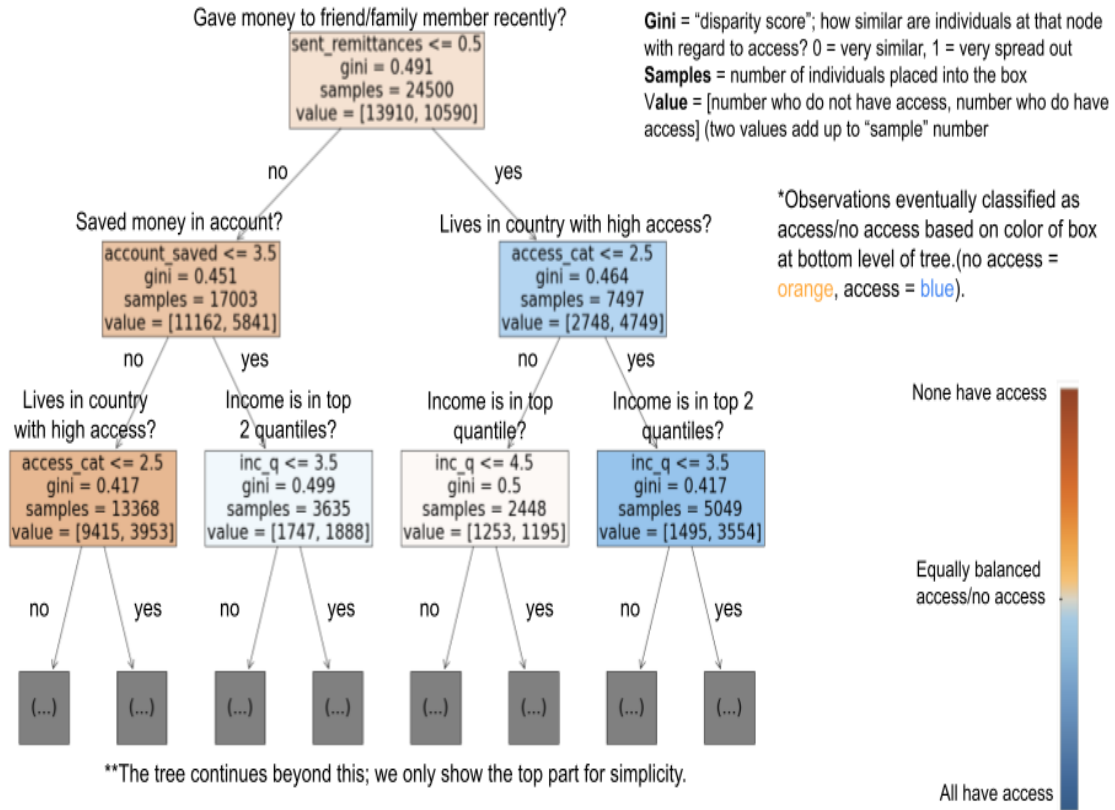 Gave money to friend/family member recently?
sent_remittances <= 0.5
gini = 0.491
samples = 24500
value = [13910, 10590]
Gini = “disparity score”; how similar are individuals at that node
with regard to access? 0 = very similar, 1 = very spread out
Samples = number of individuals placed into the box
Value = [number who do not have access, number who do have
access] (two values add up to “sample” number
no
yes
*Observations eventually classified as
access/no access based on color of box
at bottom level of tree.(no access =
orange, access = blue).
Saved money in account?
account_saved <= 3.5
gini = 0.451
samples = 17003
value = [11162, 5841]
Lives in country with high access?
access_cat <= 2.5
gini = 0.464
samples = 7497
value = [2748, 4749]
no
yes
no
yes
Lives in country
with high access?
access_cat <= 2.5
gini = 0.417
samples = 13368
value = [9415, 3953]
Income is in top
2 quantiles?
inc_q <= 3.5
gini = 0.499
samples = 3635
value = [1747, 1888]
Income is in top
quantile?
inc_q <= 4.5
gini = 0.5
samples = 2448
value = [1253, 1195]
Income is in top 2
quantiles?
inc_q <= 3.5
gini = 0.417
samples = 5049
value = [1495, 3554]
no
yes
no
yes
no
yes
no
yes
(...)
(...)
(...)
(...)
(...)
(...)
(...)
(...)
**The tree continues beyond this; we only show the top part for simplicity.
None have access
Equally balanced
access/no access
All have access